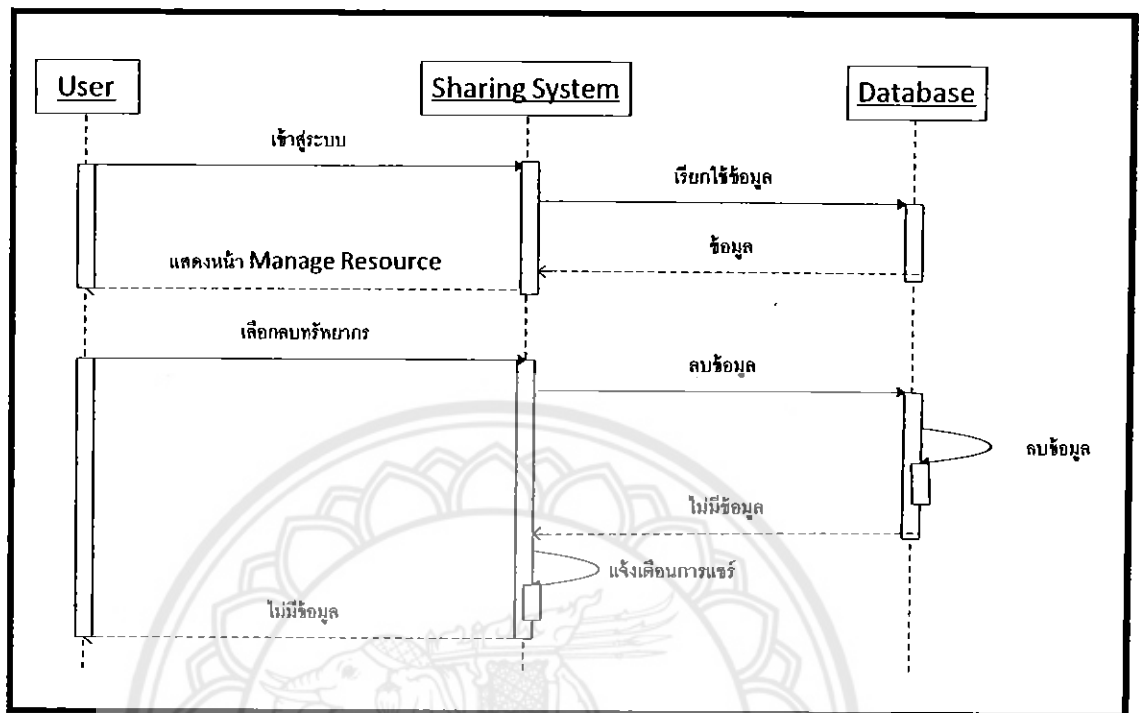 User
Sharing System
Database
เข้าสู่ระบบ
เรียกใช้ข้อมูล
ข้อมูล
แสดงหน้า Manage Resource
เลือกลบทรัพยากร
ลบข้อมูล
ลบข้อมูล
ไม่มีข้อมูล
แจ้งเตือนการแชร์
ไม่มีข้อมูล